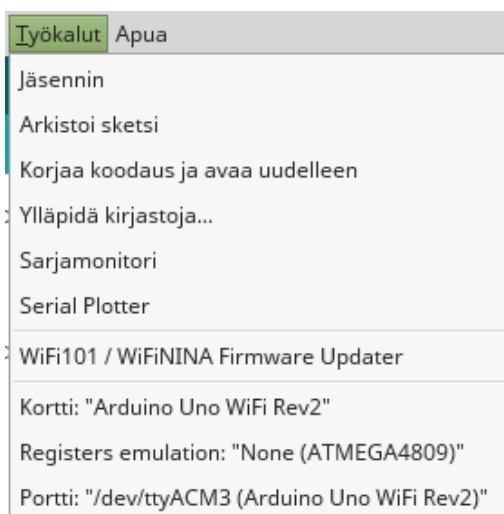 Työkalut Apua
Jäsennin
Arkistoi sketsi
Korjaa koodaus ja avaa uudelleen
Ylläpidä kirjastoja...
Sarjamonitori
Serial Plotter
WiFi101 / WiFiNINA Firmware Updater
Kortti: "Arduino Uno WiFi Rev2"
Registers emulation: "None (ATMEGA4809)"
Portti: "/dev/ttyACM3 (Arduino Uno WiFi Rev2)"